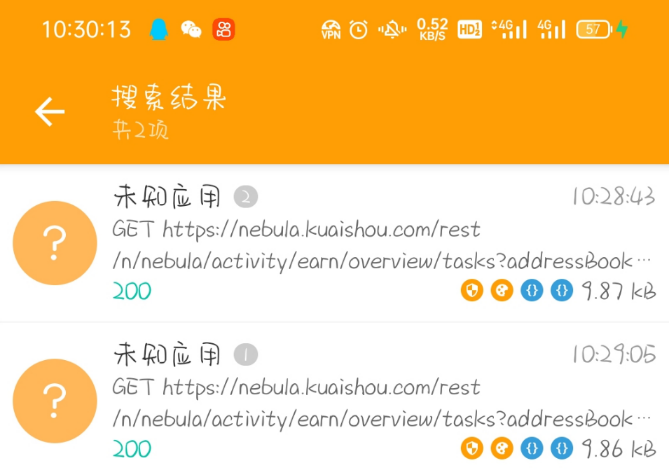 10:30:13 VPN 0.52 KB/S HD 4G 4G 57
搜索结果
共2项
未知应用 2 10:28:43
GET https://nebula.kuaishou.com/rest
/n/nebula/activity/earn/overview/tasks?addressBook…
200 9.87 kB
未知应用 1 10:29:05
GET https://nebula.kuaishou.com/rest
/n/nebula/activity/earn/overview/tasks?addressBook…
200 9.86 kB